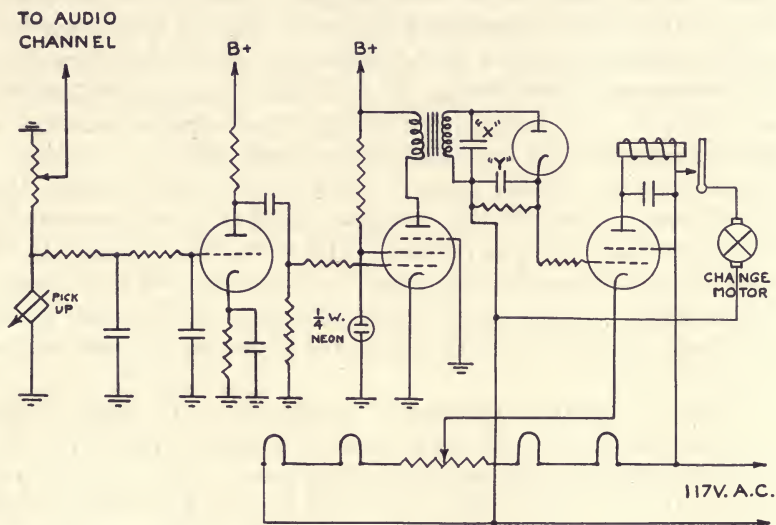 TO AUDIO
CHANNEL
B+
B+
"X"
"Y"
PICK
UP
1/4 W.
NEON
CHANGE
MOTOR
117V. A.C.